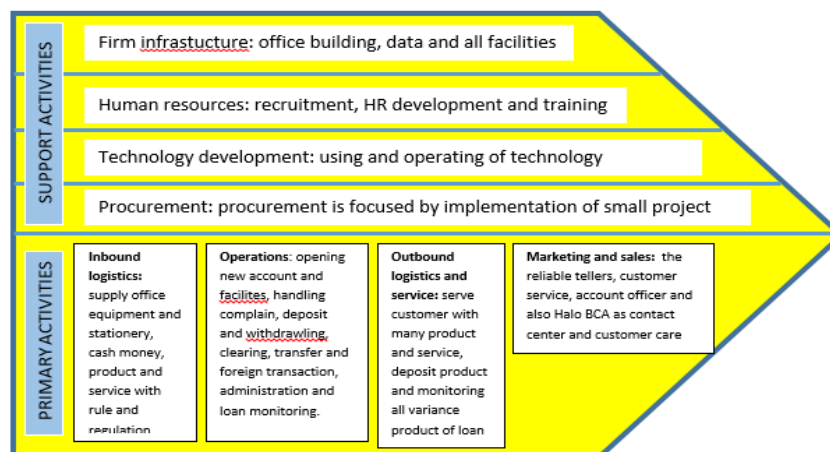 SUPPORT ACTIVITIES
Firm infrastucture: office building, data and all facilities
Human resources: recruitment, HR development and training
Technology development: using and operating of technology
Procurement: procurement is focused by implementation of small project
PRIMARY ACTIVITIES
Inbound
logistics:
supply office
equipment and
stationery,
cash money,
product and
service with
rule and
regulation
Operations: opening
new account and
facilites, handling
complain, deposit
and withdrawling,
clearing, transfer and
foreign transaction,
administration and
loan monitoring.
Outbound
logistics and
service: serve
customer with
many product
and service,
deposit product
and monitoring
all variance
product of loan
Marketing and sales: the
reliable tellers, customer
service, account officer and
also Halo BCA as contact
center and customer care